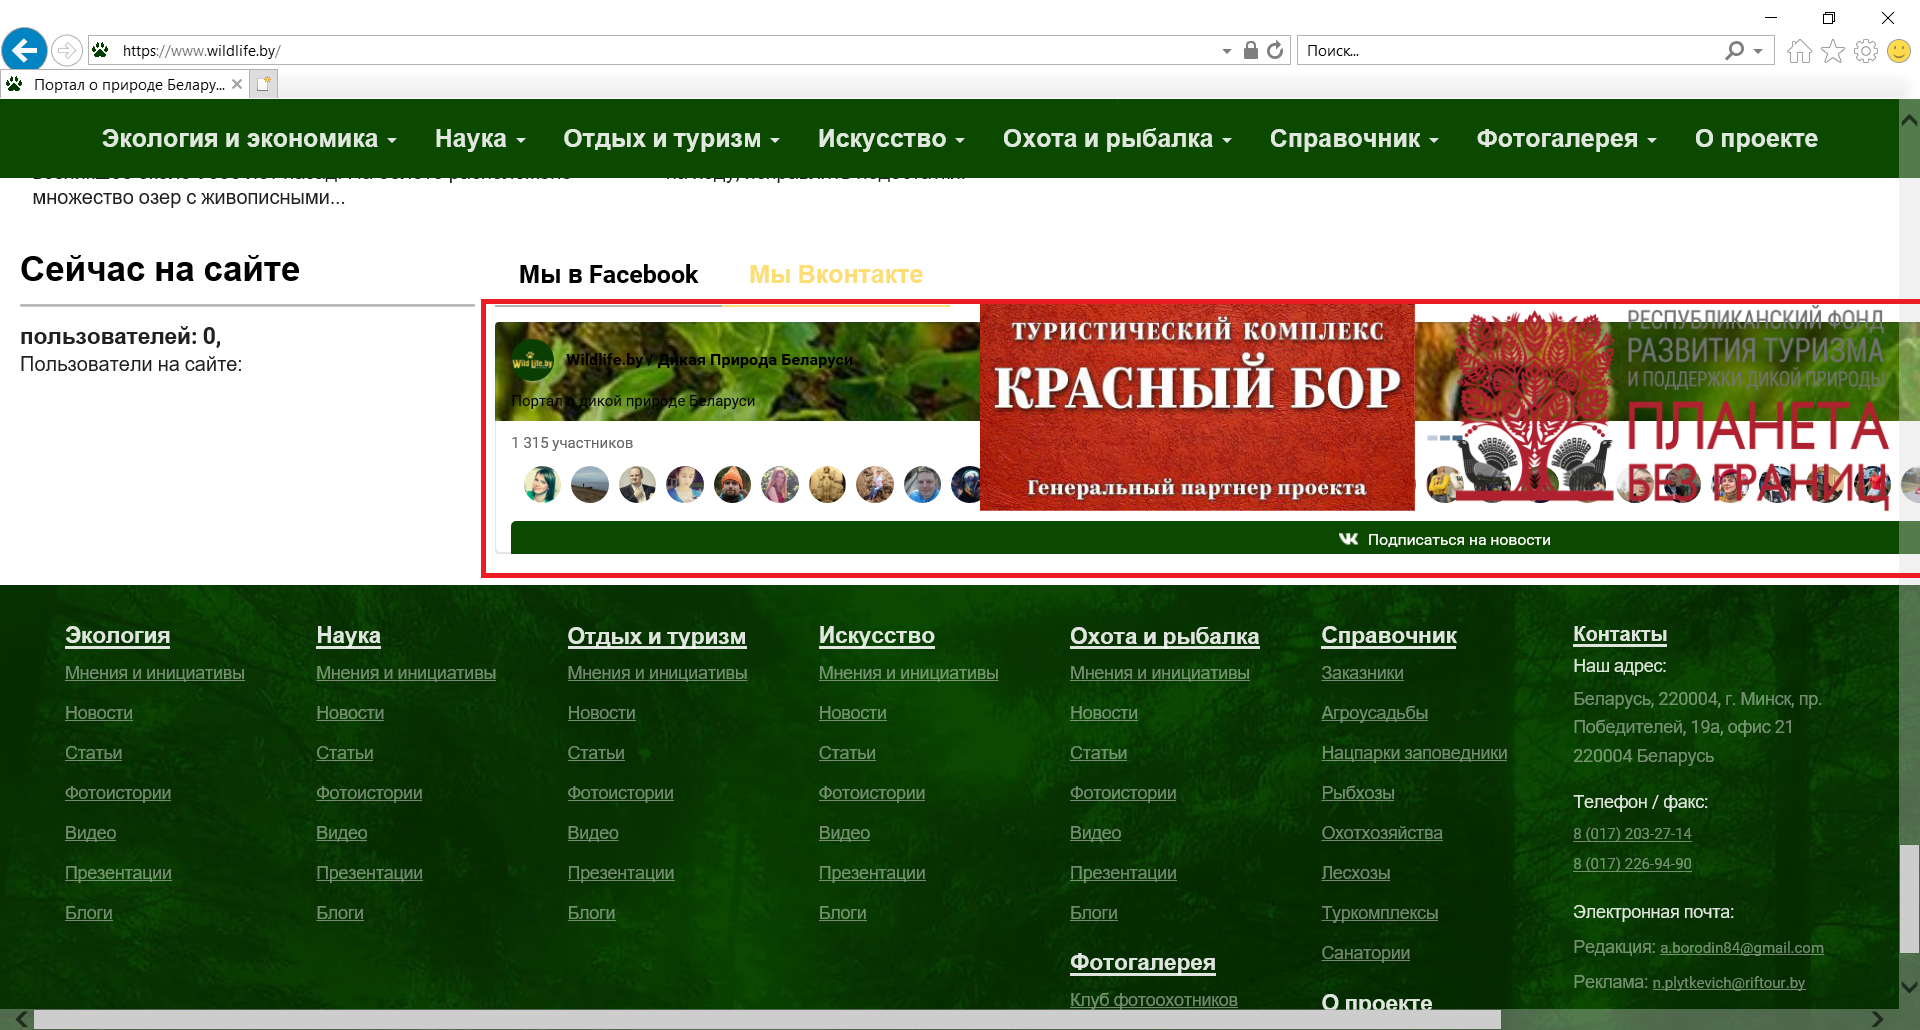 https://www.wildlife.by/
Поиск...
Портал о природе Белару...
Экология и экономика
Наука
Отдых и туризм
Искусство
Охота и рыбалка
Справочник
Фотогалерея
О проекте
множество озер с живописными...
Сейчас на сайте
Мы в Facebook
Мы Вконтакте
пользователей: 0,
Пользователи на сайте:
Wild Life.by
Wildlife.by / Дикая Природа Беларуси
Портал о дикой природе Беларуси
1 315 участников
ТУРИСТИЧЕСКИЙ КОМПЛЕКС
КРАСНЫЙ БОР
Генеральный партнер проекта
РЕСПУБЛИКАНСКИЙ ФОНД
РАЗВИТИЯ ТУРИЗМА
И ПОДДЕРЖКИ ДИКОЙ ПРИРОДЫ
ПЛАНЕТА
БЕЗ ГРАНИЦ
Подписаться на новости
Экология
Мнения и инициативы
Новости
Статьи
Фотоистории
Видео
Презентации
Блоги
Наука
Мнения и инициативы
Новости
Статьи
Фотоистории
Видео
Презентации
Блоги
Отдых и туризм
Мнения и инициативы
Новости
Статьи
Фотоистории
Видео
Презентации
Блоги
Искусство
Мнения и инициативы
Новости
Статьи
Фотоистории
Видео
Презентации
Блоги
Охота и рыбалка
Мнения и инициативы
Новости
Статьи
Фотоистории
Видео
Презентации
Блоги
Фотогалерея
Клуб фотоохотников
Справочник
Заказники
Агроусадьбы
Нацпарки заповедники
Рыбхозы
Охотхозяйства
Лесхозы
Туркомплексы
Санатории
О проекте
Контакты
Наш адрес:
Беларусь, 220004, г. Минск, пр.
Победителей, 19а, офис 21
220004 Беларусь
Телефон / факс:
8 (017) 203-27-14
8 (017) 226-94-90
Электронная почта:
Редакция: a.borodin84@gmail.com
Реклама: n.plytkevich@riftour.by